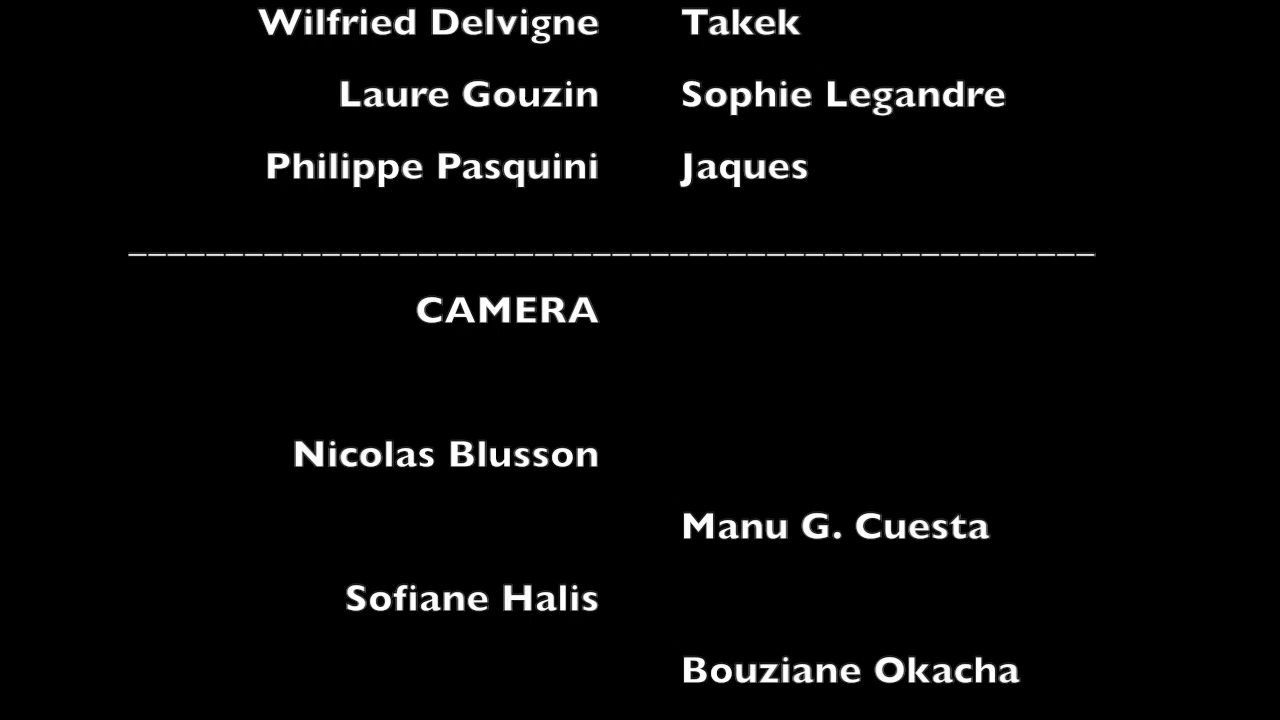 Wilfried Delvigne Takek
Laure Gouzin Sophie Legandre
Philippe Pasquini Jaques
__________________________________________________
CAMERA
Nicolas Blusson
Manu G. Cuesta
Sofiane Halis
Bouziane Okacha